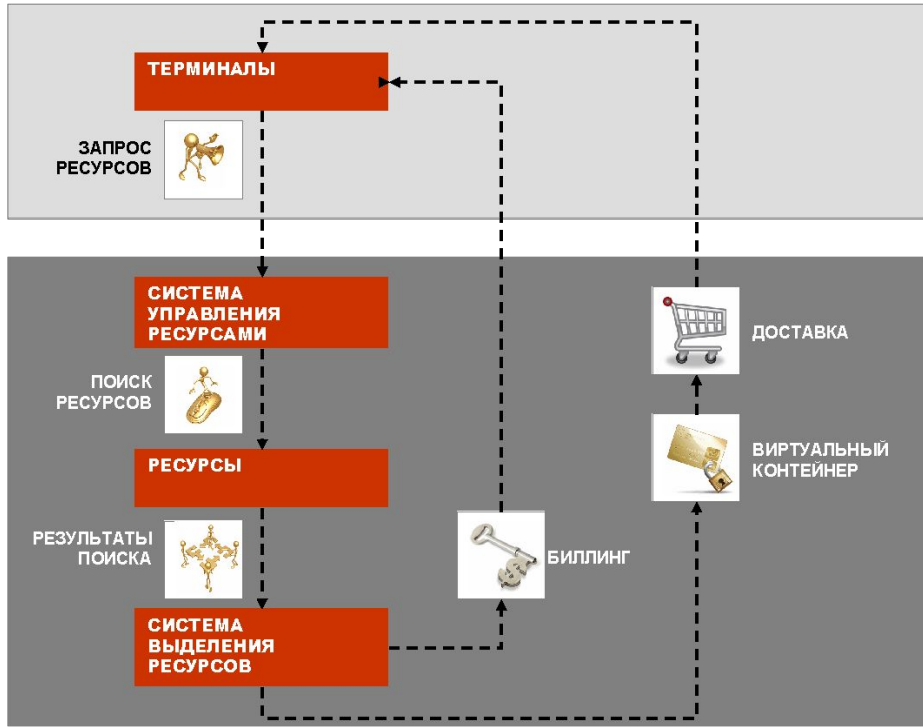 ТЕРМИНАЛЫ
ЗАПРОС
РЕСУРСОВ
СИСТЕМА
УПРАВЛЕНИЯ
РЕСУРСАМИ
ДОСТАВКА
ПОИСК
РЕСУРСОВ
ВИРТУАЛЬНЫЙ
КОНТЕЙНЕР
РЕСУРСЫ
РЕЗУЛЬТАТЫ
ПОИСКА
БИЛЛИНГ
СИСТЕМА
ВЫДЕЛЕНИЯ
РЕСУРСОВ